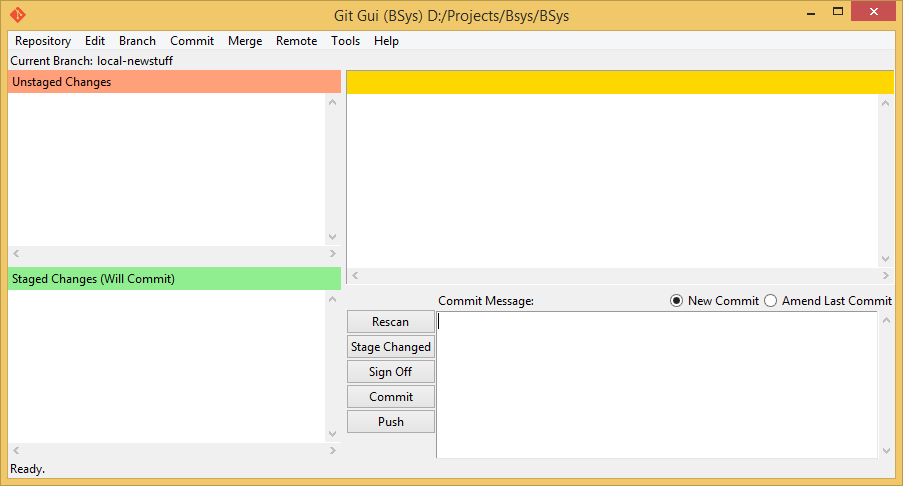 Git Gui (BSys) D:/Projects/Bsys/BSys
Repository Edit Branch Commit Merge Remote Tools Help
Current Branch: local-newstuff
Unstaged Changes
Staged Changes (Will Commit)
Commit Message:
New Commit Amend Last Commit
Rescan
Stage Changed
Sign Off
Commit
Push
Ready.